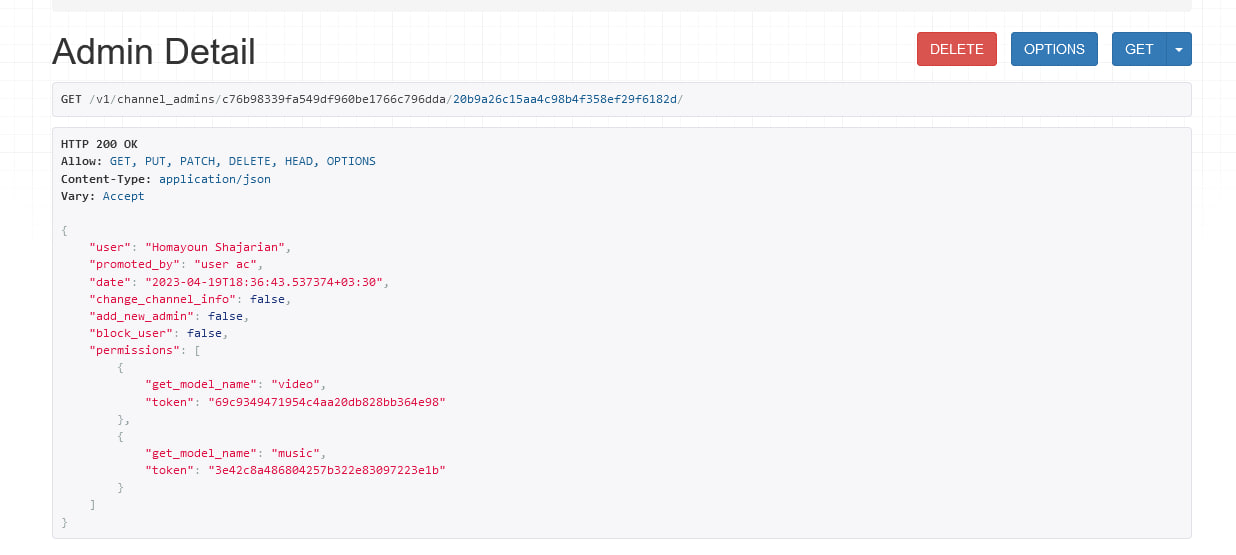 Admin Detail
DELETE
OPTIONS
GET
GET /v1/channel_admins/c76b98339fa549df960be1766c796dda/20b9a26c15aa4c98b4f358ef29f6182d/
HTTP 200 OK
Allow: GET, PUT, PATCH, DELETE, HEAD, OPTIONS
Content-Type: application/json
Vary: Accept
{
"user": "Homayoun Shajarian",
"promoted_by": "user ac",
"date": "2023-04-19T18:36:43.537374+03:30",
"change_channel_info": false,
"add_new_admin": false,
"block_user": false,
"permissions": [
{
"get_model_name": "video",
"token": "69c9349471954c4aa20db828bb364e98"
},
{
"get_model_name": "music",
"token": "3e42c8a486804257b322e83097223e1b"
}
]
}